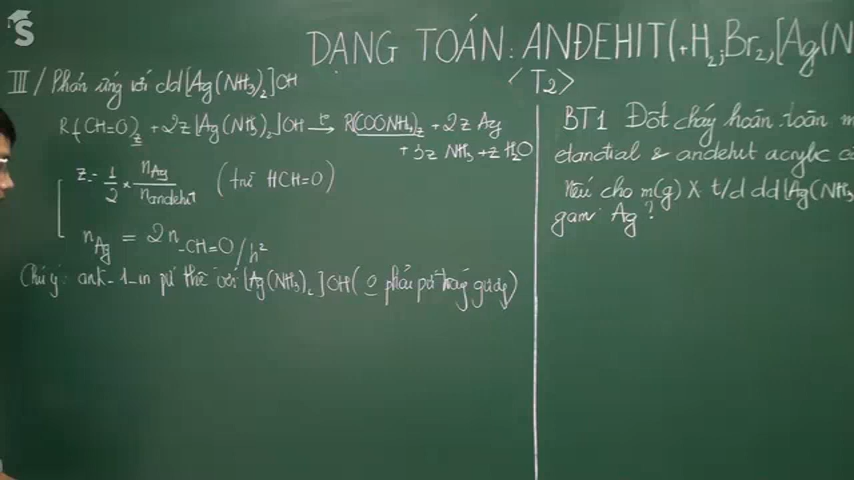 S
DẠNG TOÁN: ANĐEHIT(+H2; Br2, [Ag(N
<T2>
III / Phản ứng với dd[Ag(NH3)2]OH
R(CH=O)z + 2z[Ag(NH3)2]OH →t° R(COONH4)z + 2z Ag
+ 3z NH3 + z H2O
z = 1/2 × nAg/nandehit (trừ HCH=O)
nAg = 2n-CH=O/h²
Chú ý: ank-1-in pư thế với [Ag(NH3)2]OH (o phải pư tráng gương)
BT1 Đốt cháy hoàn toàn m
etandial & andehit acrylic c
Nếu cho m(g) X t/d dd[Ag(NH3
gam Ag ?